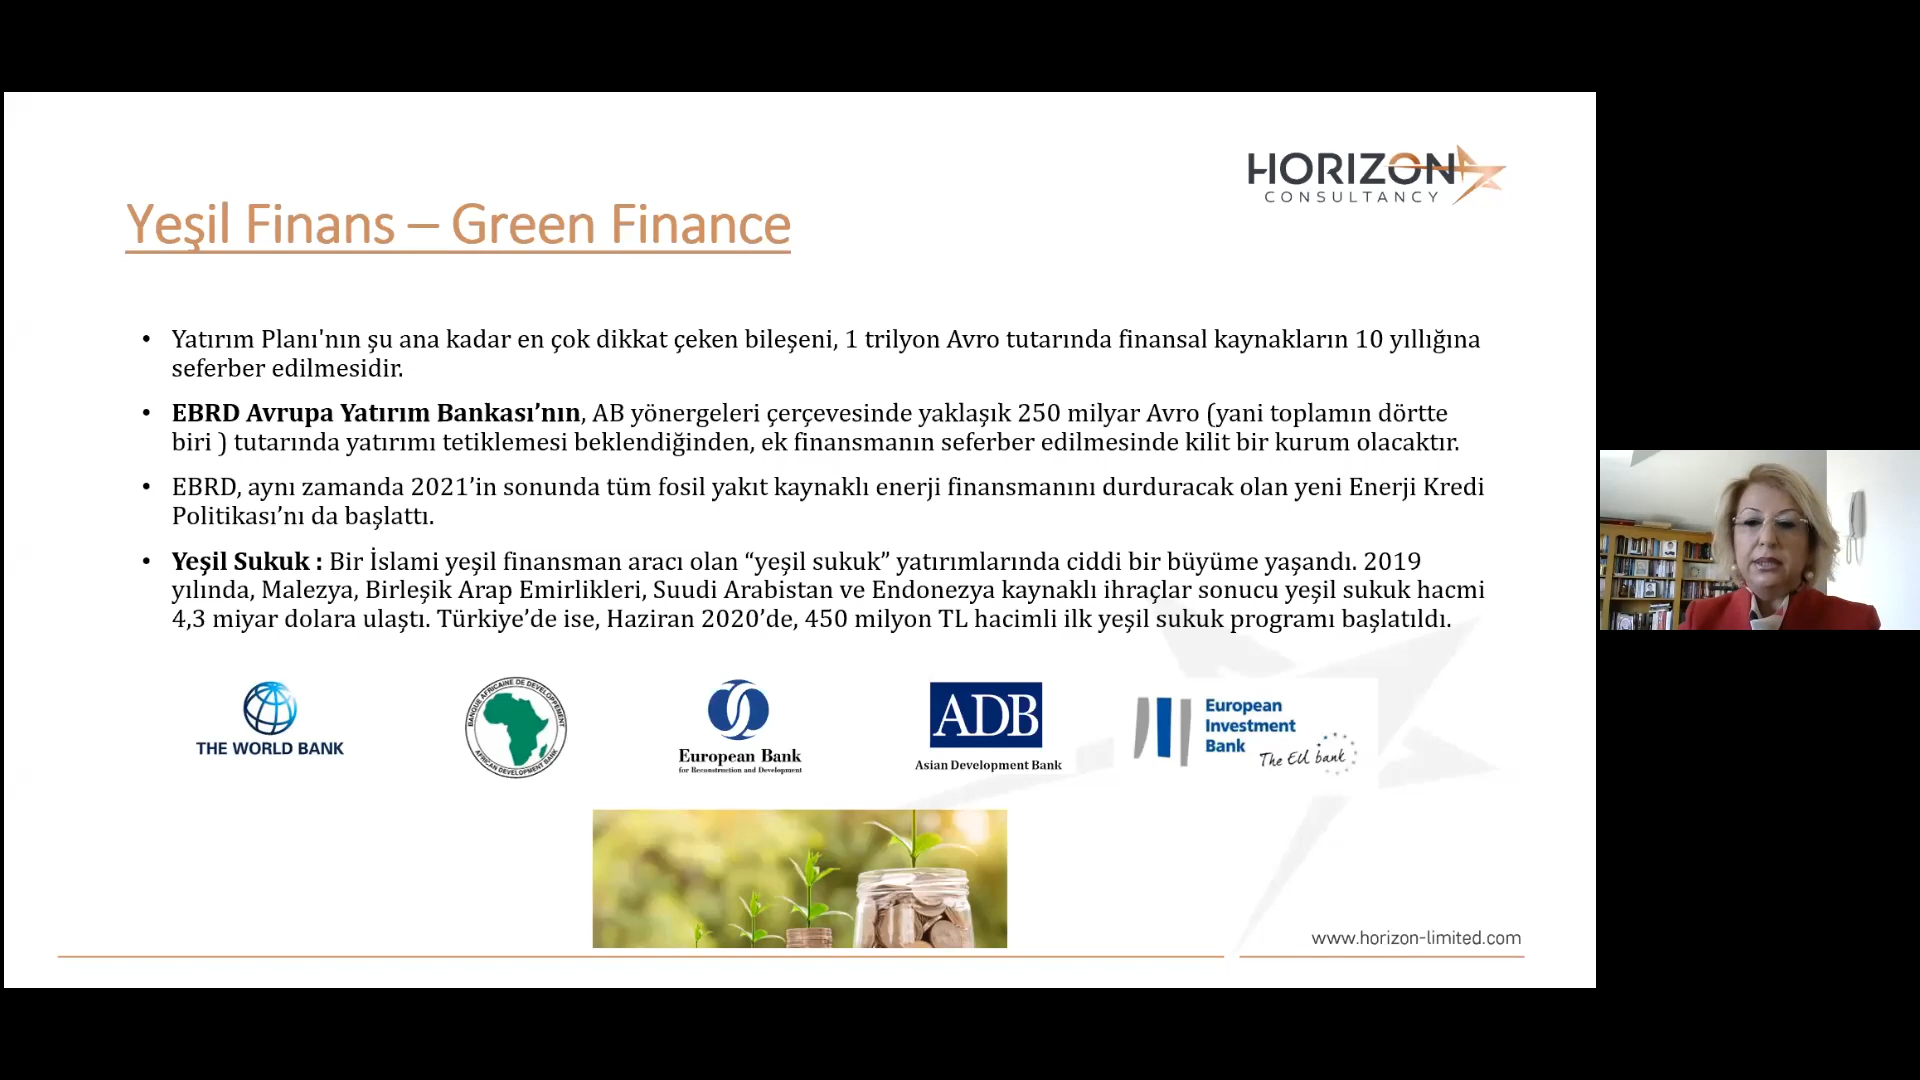 HORIZON
CONSULTANCY
Yeşil Finans – Green Finance
• Yatırım Planı'nın şu ana kadar en çok dikkat çeken bileşeni, 1 trilyon Avro tutarında finansal kaynakların 10 yıllığına
seferber edilmesidir.
• EBRD Avrupa Yatırım Bankası’nın, AB yönergeleri çerçevesinde yaklaşık 250 milyar Avro (yani toplamın dörtte
biri ) tutarında yatırımı tetiklemesi beklendiğinden, ek finansmanın seferber edilmesinde kilit bir kurum olacaktır.
• EBRD, aynı zamanda 2021’in sonunda tüm fosil yakıt kaynaklı enerji finansmanını durduracak olan yeni Enerji Kredi
Politikası’nı da başlattı.
• Yeşil Sukuk : Bir İslami yeşil finansman aracı olan “yeşil sukuk” yatırımlarında ciddi bir büyüme yaşandı. 2019
yılında, Malezya, Birleşik Arap Emirlikleri, Suudi Arabistan ve Endonezya kaynaklı ihraçlar sonucu yeşil sukuk hacmi
4,3 miyar dolara ulaştı. Türkiye’de ise, Haziran 2020’de, 450 milyon TL hacimli ilk yeşil sukuk programı başlatıldı.
THE WORLD BANK
BANQUE AFRICAINE DE DEVELOPPEMENT
AFRICAN DEVELOPMENT BANK
European Bank
for Reconstruction and Development
ADB
Asian Development Bank
European
Investment
Bank
The EU bank
www.horizon-limited.com